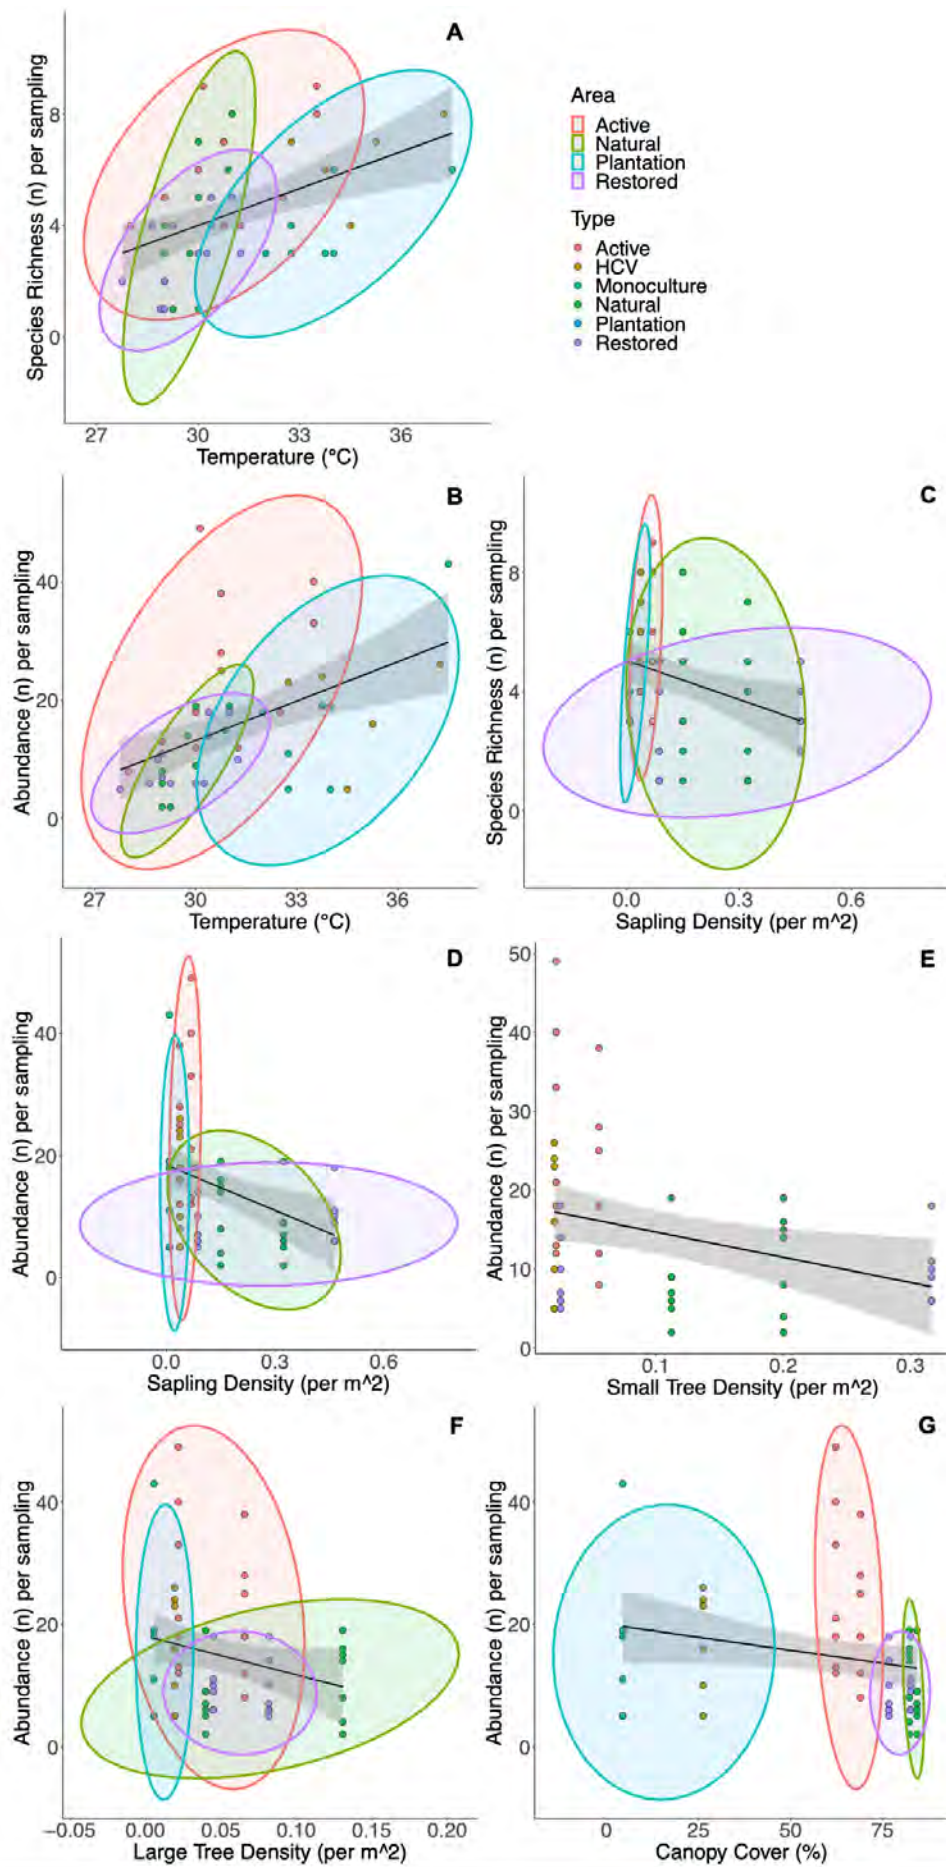 A
Species Richness (n) per sampling
8
4
0
27 30 33 36
Temperature (°C)
Area
Active
Natural
Plantation
Restored
Type
Active
HCV
Monoculture
Natural
Plantation
Restored
B
Abundance (n) per sampling
40
20
0
27 30 33 36
Temperature (°C)
C
Species Richness (n) per sampling
8
4
0
0.0 0.3 0.6
Sapling Density (per m^2)
D
Abundance (n) per sampling
40
20
0
0.0 0.3 0.6
Sapling Density (per m^2)
E
Abundance (n) per sampling
50
40
30
20
10
0
0.1 0.2 0.3
Small Tree Density (per m^2)
F
Abundance (n) per sampling
40
20
0
−0.05 0.00 0.05 0.10 0.15 0.20
Large Tree Density (per m^2)
G
Abundance (n) per sampling
40
20
0
0 25 50 75
Canopy Cover (%)